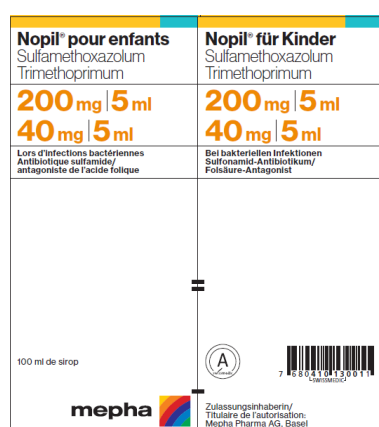 Nopil® pour enfants
Sulfamethoxazolum
Trimethoprimum
200 mg | 5 ml
40 mg | 5 ml
Lors d'infections bactériennes
Antibiotique sulfamide/
antagoniste de l'acide folique
100 ml de sirop
mepha
Nopil® für Kinder
Sulfamethoxazolum
Trimethoprimum
200 mg | 5 ml
40 mg | 5 ml
Bei bakteriellen Infektionen
Sulfonamid-Antibiotikum/
Folsäure-Antagonist
A
7 680410 130011
SWISSMEDIC
Zulassungsinhaberin/
Titulaire de l'autorisation:
Mepha Pharma AG, Basel